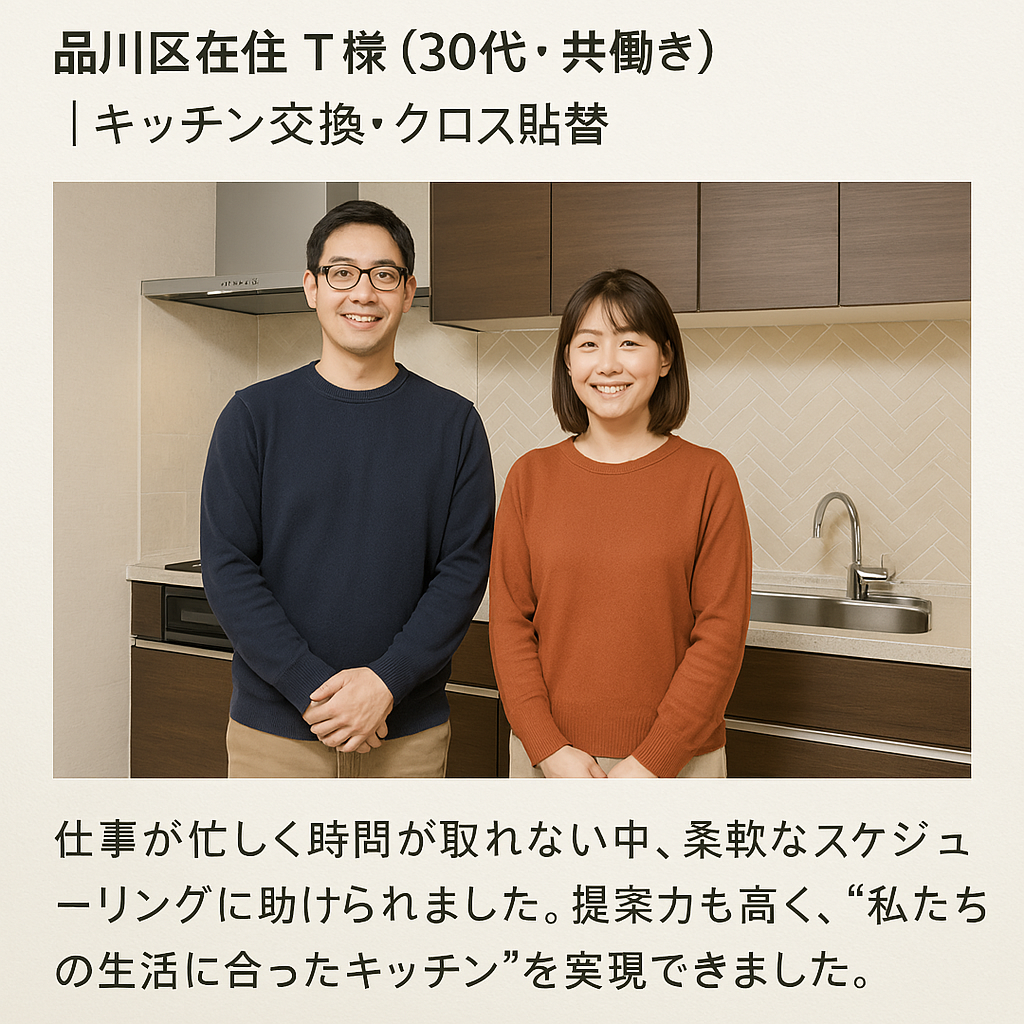 品川区在住 T様（30代・共働き）
｜キッチン交換・クロス貼替
仕事が忙しく時間が取れない中、柔軟なスケジュ
ーリングに助けられました。提案力も高く、“私たち
の生活に合ったキッチン”を実現できました。